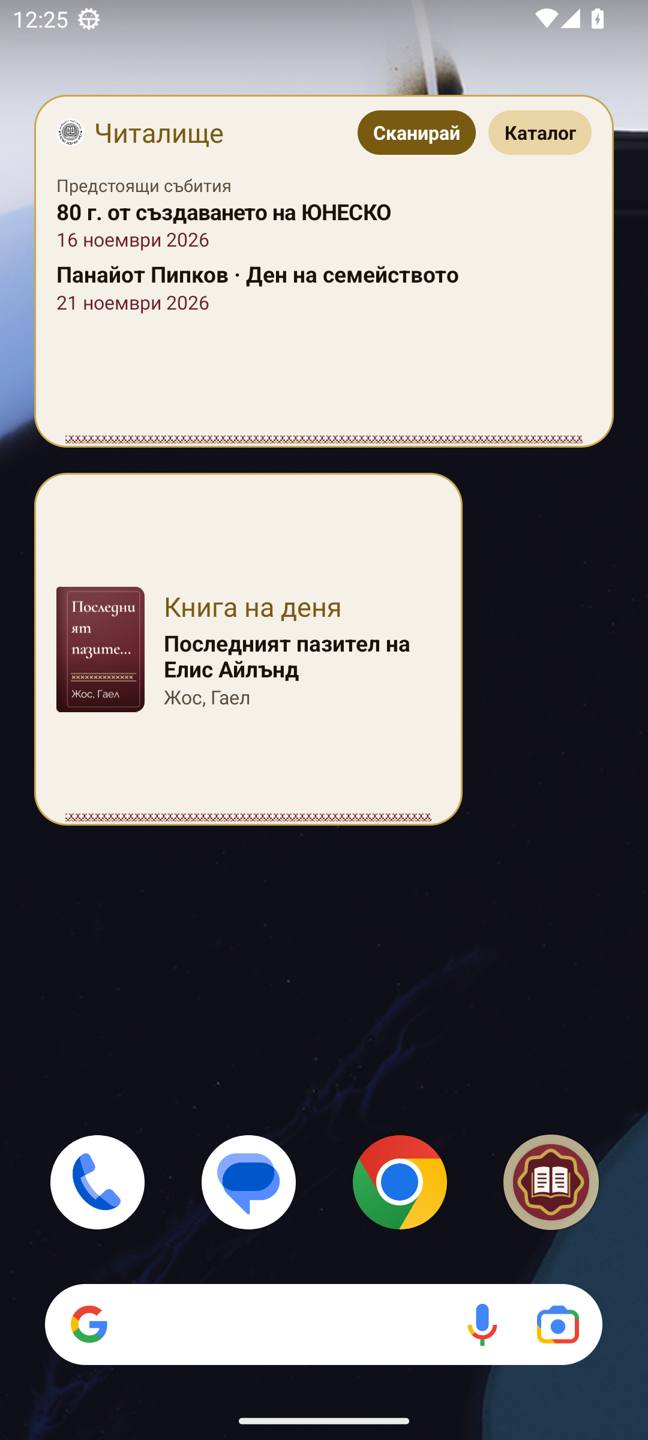 12:25
Читалище
Сканирай
Каталог
Предстоящи събития
80 г. от създаването на ЮНЕСКО
16 ноември 2026
Панайот Пипков · Ден на семейството
21 ноември 2026
Последни
ят
пазите...
Жос, Гаел
Книга на деня
Последният пазител на
Елис Айлънд
Жос, Гаел